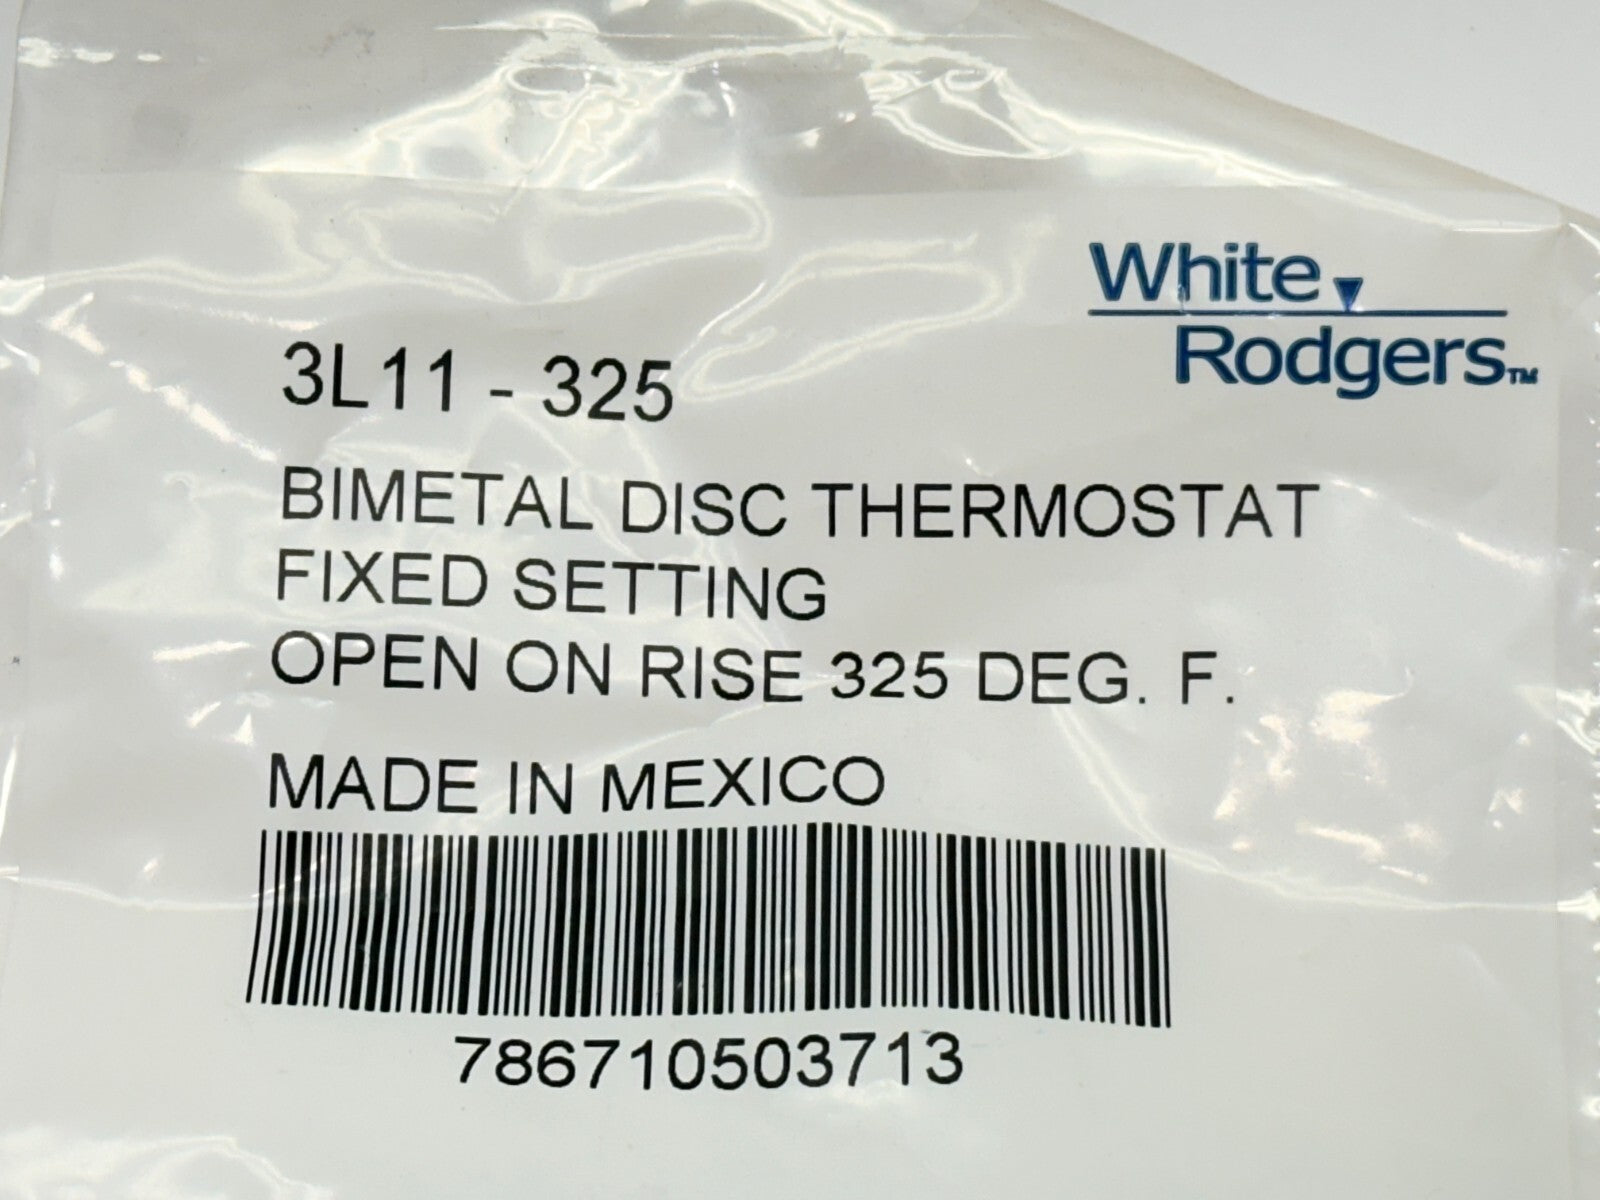 White
Rodgers™
3L11 - 325
BIMETAL DISC THERMOSTAT
FIXED SETTING
OPEN ON RISE 325 DEG. F.
MADE IN MEXICO
786710503713